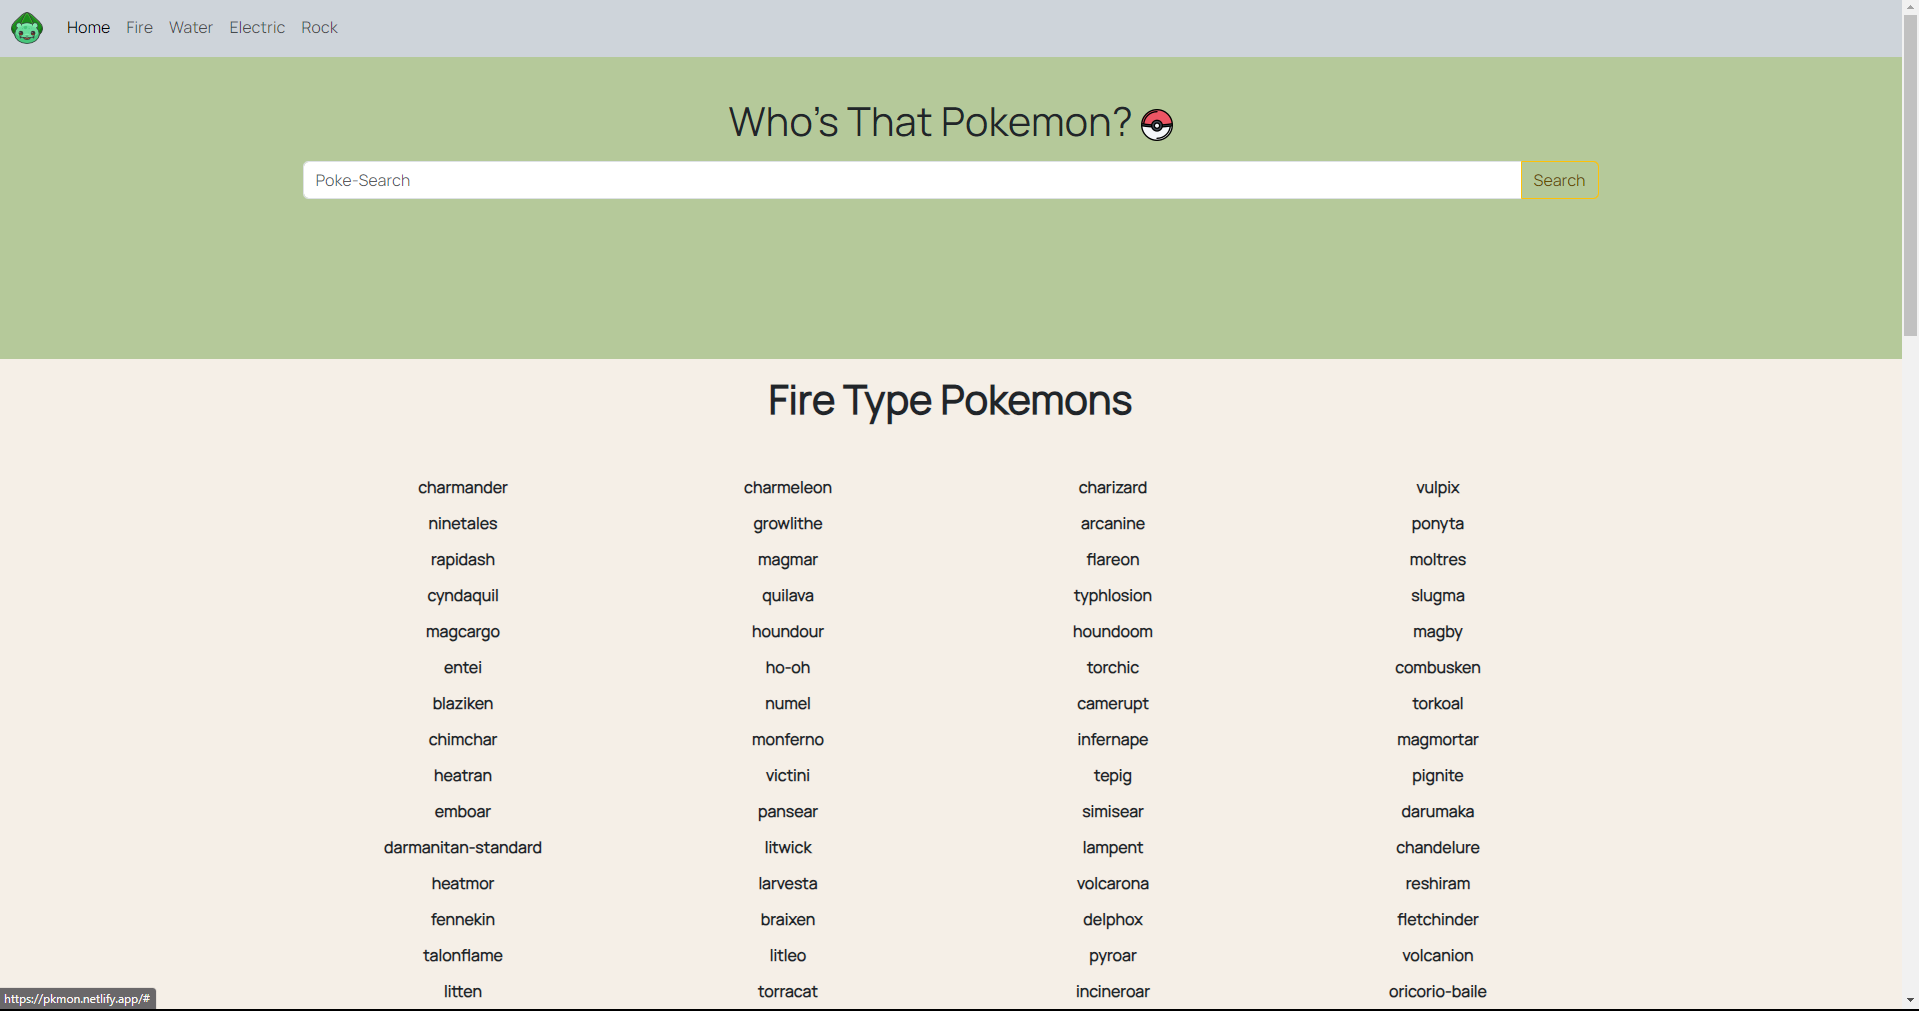 Home Fire Water Electric Rock
Who's That Pokemon?
Poke-Search Search
Fire Type Pokemons
charmander charmeleon charizard vulpix
ninetales growlithe arcanine ponyta
rapidash magmar flareon moltres
cyndaquil quilava typhlosion slugma
magcargo houndour houndoom magby
entei ho-oh torchic combusken
blaziken numel camerupt torkoal
chimchar monferno infernape magmortar
heatran victini tepig pignite
emboar pansear simisear darumaka
darmanitan-standard litwick lampent chandelure
heatmor larvesta volcarona reshiram
fennekin braixen delphox fletchinder
talonflame litleo pyroar volcanion
litten torracat incineroar oricorio-baile
https://pkmon.netlify.app/#